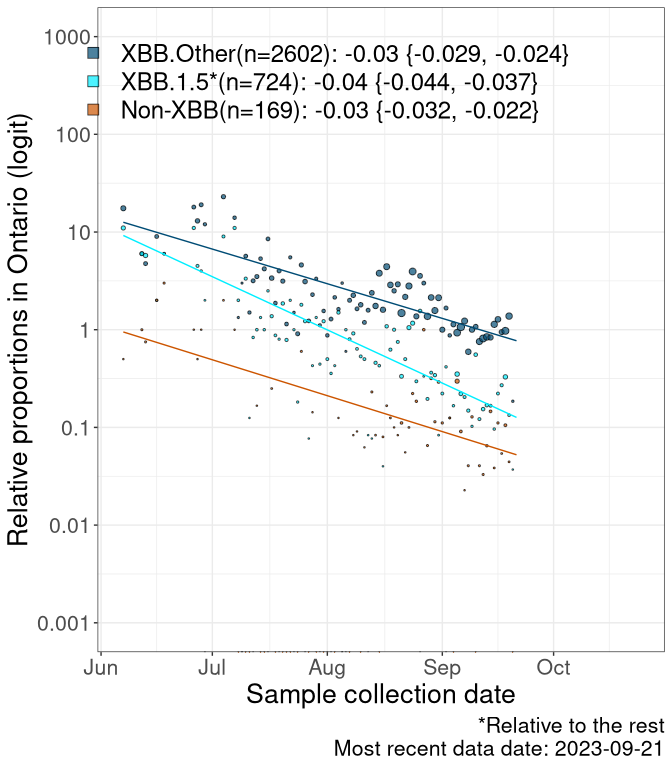 1000
XBB.Other(n=2602): -0.03 {-0.029, -0.024}
XBB.1.5*(n=724): -0.04 {-0.044, -0.037}
Non-XBB(n=169): -0.03 {-0.032, -0.022}
100
10
1
0.1
0.01
0.001
Relative proportions in Ontario (logit)
Jun Jul Aug Sep Oct
Sample collection date
*Relative to the rest
Most recent data date: 2023-09-21